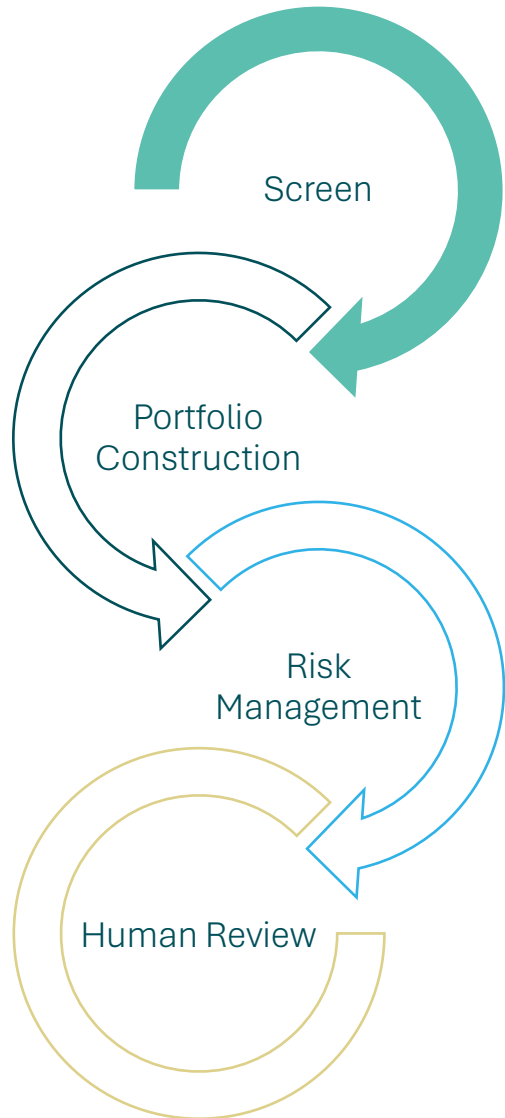 Screen
Portfolio
Construction
Risk
Management
Human Review